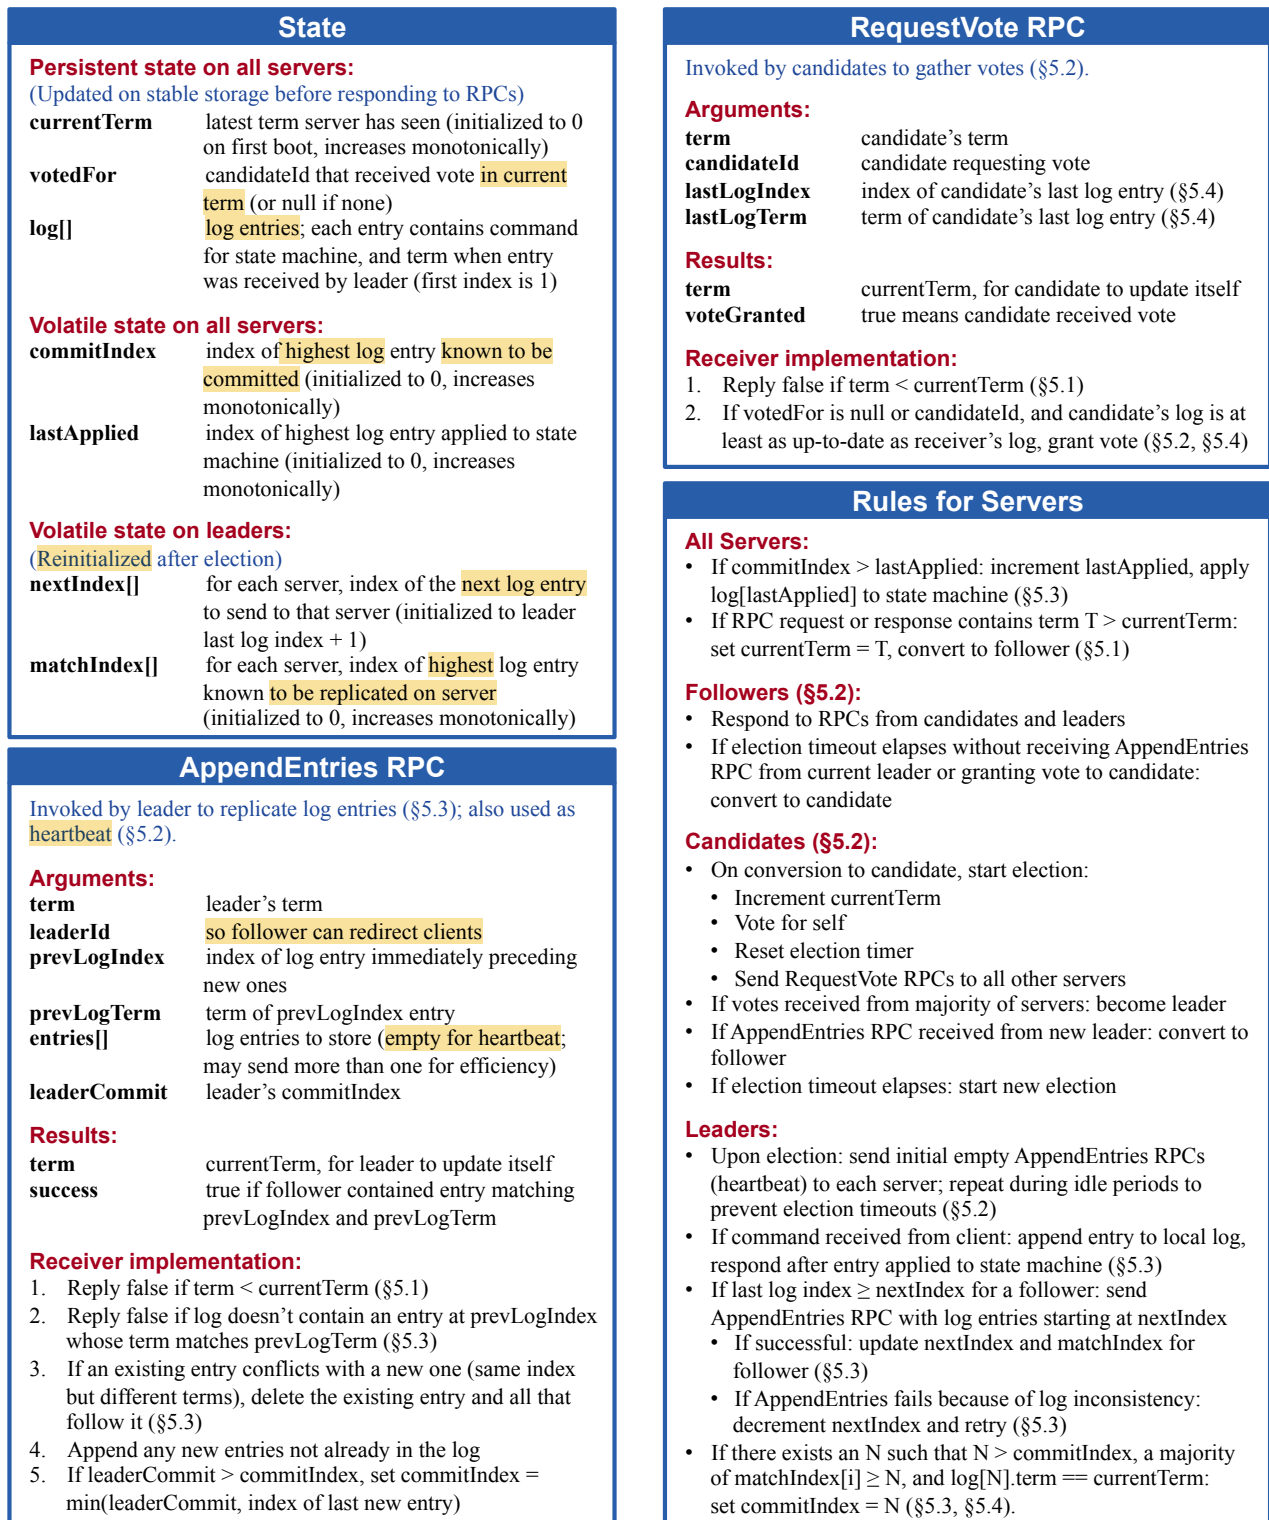 State
Persistent state on all servers:
(Updated on stable storage before responding to RPCs)
currentTerm latest term server has seen (initialized to 0
on first boot, increases monotonically)
votedFor candidateId that received vote in current
term (or null if none)
log[] log entries; each entry contains command
for state machine, and term when entry
was received by leader (first index is 1)
Volatile state on all servers:
commitIndex index of highest log entry known to be
committed (initialized to 0, increases
monotonically)
lastApplied index of highest log entry applied to state
machine (initialized to 0, increases
monotonically)
Volatile state on leaders:
(Reinitialized after election)
nextIndex[] for each server, index of the next log entry
to send to that server (initialized to leader
last log index + 1)
matchIndex[] for each server, index of highest log entry
known to be replicated on server
(initialized to 0, increases monotonically)
AppendEntries RPC
Invoked by leader to replicate log entries (§5.3); also used as
heartbeat (§5.2).
Arguments:
term leader's term
leaderId so follower can redirect clients
prevLogIndex index of log entry immediately preceding
new ones
prevLogTerm term of prevLogIndex entry
entries[] log entries to store (empty for heartbeat;
may send more than one for efficiency)
leaderCommit leader's commitIndex
Results:
term currentTerm, for leader to update itself
success true if follower contained entry matching
prevLogIndex and prevLogTerm
Receiver implementation:
1. Reply false if term < currentTerm (§5.1)
2. Reply false if log doesn't contain an entry at prevLogIndex
whose term matches prevLogTerm (§5.3)
3. If an existing entry conflicts with a new one (same index
but different terms), delete the existing entry and all that
follow it (§5.3)
4. Append any new entries not already in the log
5. If leaderCommit > commitIndex, set commitIndex =
min(leaderCommit, index of last new entry)
RequestVote RPC
Invoked by candidates to gather votes (§5.2).
Arguments:
term candidate's term
candidateId candidate requesting vote
lastLogIndex index of candidate's last log entry (§5.4)
lastLogTerm term of candidate's last log entry (§5.4)
Results:
term currentTerm, for candidate to update itself
voteGranted true means candidate received vote
Receiver implementation:
1. Reply false if term < currentTerm (§5.1)
2. If votedFor is null or candidateId, and candidate's log is at
least as up-to-date as receiver's log, grant vote (§5.2, §5.4)
Rules for Servers
All Servers:
• If commitIndex > lastApplied: increment lastApplied, apply
log[lastApplied] to state machine (§5.3)
• If RPC request or response contains term T > currentTerm:
set currentTerm = T, convert to follower (§5.1)
Followers (§5.2):
• Respond to RPCs from candidates and leaders
• If election timeout elapses without receiving AppendEntries
RPC from current leader or granting vote to candidate:
convert to candidate
Candidates (§5.2):
• On conversion to candidate, start election:
• Increment currentTerm
• Vote for self
• Reset election timer
• Send RequestVote RPCs to all other servers
• If votes received from majority of servers: become leader
• If AppendEntries RPC received from new leader: convert to
follower
• If election timeout elapses: start new election
Leaders:
• Upon election: send initial empty AppendEntries RPCs
(heartbeat) to each server; repeat during idle periods to
prevent election timeouts (§5.2)
• If command received from client: append entry to local log,
respond after entry applied to state machine (§5.3)
• If last log index ≥ nextIndex for a follower: send
AppendEntries RPC with log entries starting at nextIndex
• If successful: update nextIndex and matchIndex for
follower (§5.3)
• If AppendEntries fails because of log inconsistency:
decrement nextIndex and retry (§5.3)
• If there exists an N such that N > commitIndex, a majority
of matchIndex[i] ≥ N, and log[N].term == currentTerm:
set commitIndex = N (§5.3, §5.4).